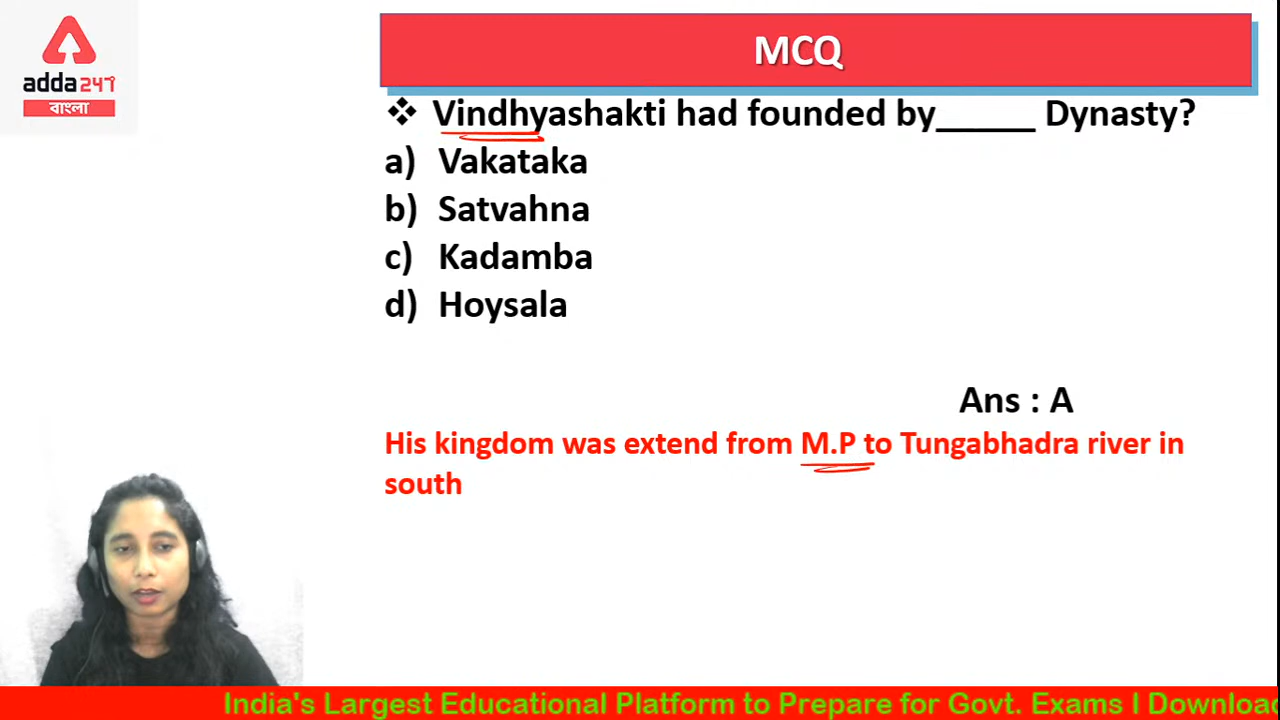 adda247
বাংলা
MCQ
❖ Vindhyashakti had founded by_____ Dynasty?
a) Vakataka
b) Satvahna
c) Kadamba
d) Hoysala
Ans : A
His kingdom was extend from M.P to Tungabhadra river in
south
India's Largest Educational Platform to Prepare for Govt. Exams I Download